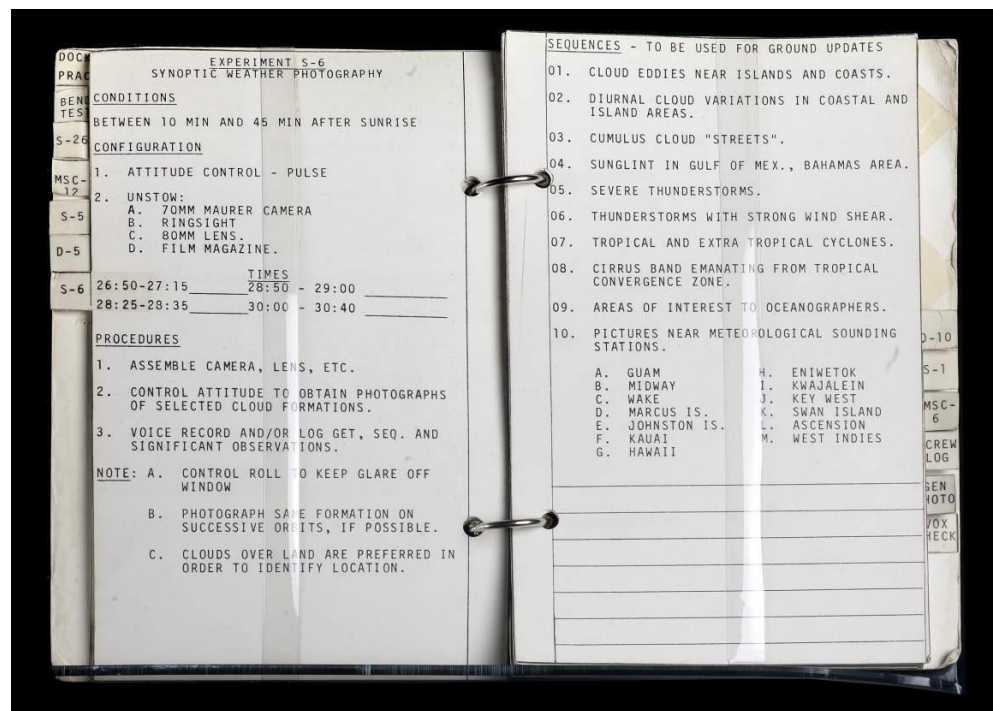 DOCK
PRAC
BEND
TEST
S-26
MSC-
12
S-5
D-5
S-6
EXPERIMENT S-6
SYNOPTIC WEATHER PHOTOGRAPHY
CONDITIONS
BETWEEN 10 MIN AND 45 MIN AFTER SUNRISE
CONFIGURATION
1. ATTITUDE CONTROL - PULSE
2. UNSTOW:
A. 70MM MAURER CAMERA
B. RINGSIGHT
C. 80MM LENS.
D. FILM MAGAZINE.
TIMES
26:50-27:15 28:50 - 29:00
28:25-28:35 30:00 - 30:40
PROCEDURES
1. ASSEMBLE CAMERA, LENS, ETC.
2. CONTROL ATTITUDE TO OBTAIN PHOTOGRAPHS
OF SELECTED CLOUD FORMATIONS.
3. VOICE RECORD AND/OR LOG GET, SEQ. AND
SIGNIFICANT OBSERVATIONS.
NOTE: A. CONTROL ROLL TO KEEP GLARE OFF
WINDOW
B. PHOTOGRAPH SAME FORMATION ON
SUCCESSIVE ORBITS, IF POSSIBLE.
C. CLOUDS OVER LAND ARE PREFERRED IN
ORDER TO IDENTIFY LOCATION.
SEQUENCES - TO BE USED FOR GROUND UPDATES
01. CLOUD EDDIES NEAR ISLANDS AND COASTS.
02. DIURNAL CLOUD VARIATIONS IN COASTAL AND
ISLAND AREAS.
03. CUMULUS CLOUD "STREETS".
04. SUNGLINT IN GULF OF MEX., BAHAMAS AREA.
05. SEVERE THUNDERSTORMS.
06. THUNDERSTORMS WITH STRONG WIND SHEAR.
07. TROPICAL AND EXTRA TROPICAL CYCLONES.
08. CIRRUS BAND EMANATING FROM TROPICAL
CONVERGENCE ZONE.
09. AREAS OF INTEREST TO OCEANOGRAPHERS.
10. PICTURES NEAR METEOROLOGICAL SOUNDING
STATIONS.
A. GUAM H. ENIWETOK
B. MIDWAY I. KWAJALEIN
C. WAKE J. KEY WEST
D. MARCUS IS. K. SWAN ISLAND
E. JOHNSTON IS. L. ASCENSION
F. KAUAI M. WEST INDIES
G. HAWAII
D-10
S-1
MSC-
6
CREW
LOG
GEN
PHOTO
VOX
CHECK